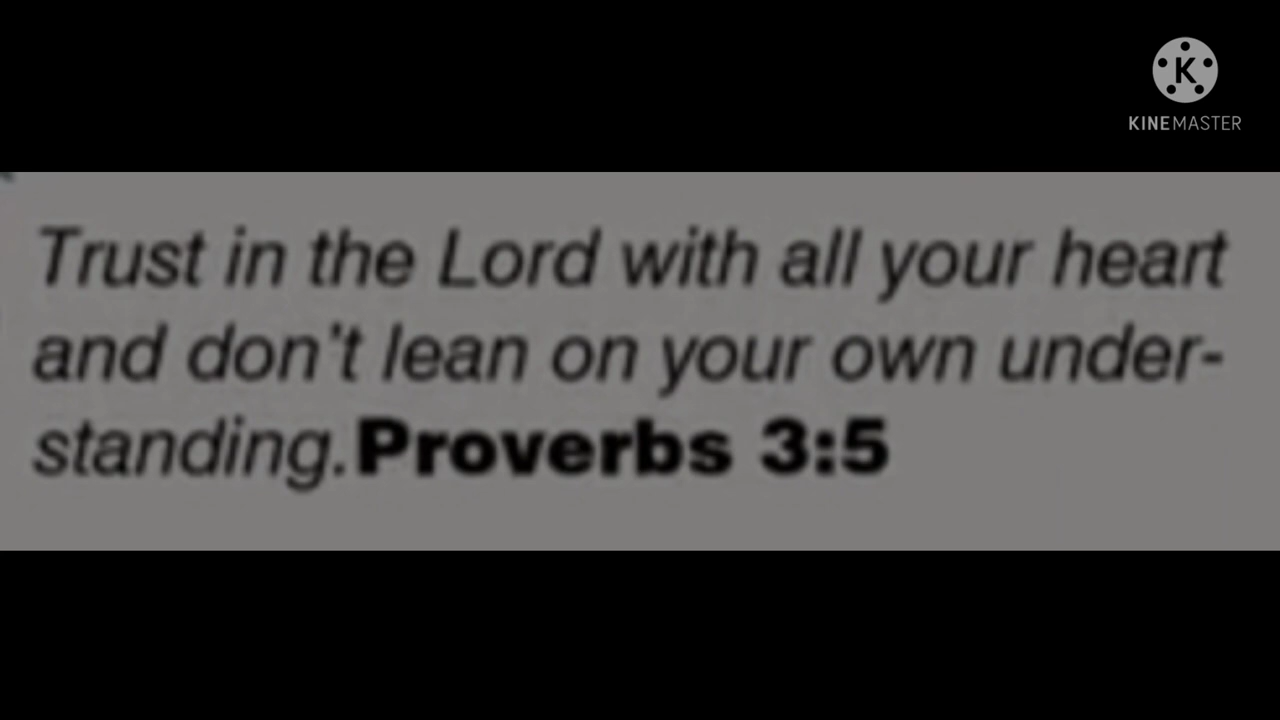 KINEMASTER
Trust in the Lord with all your heart
and don't lean on your own under-
standing. Proverbs 3:5